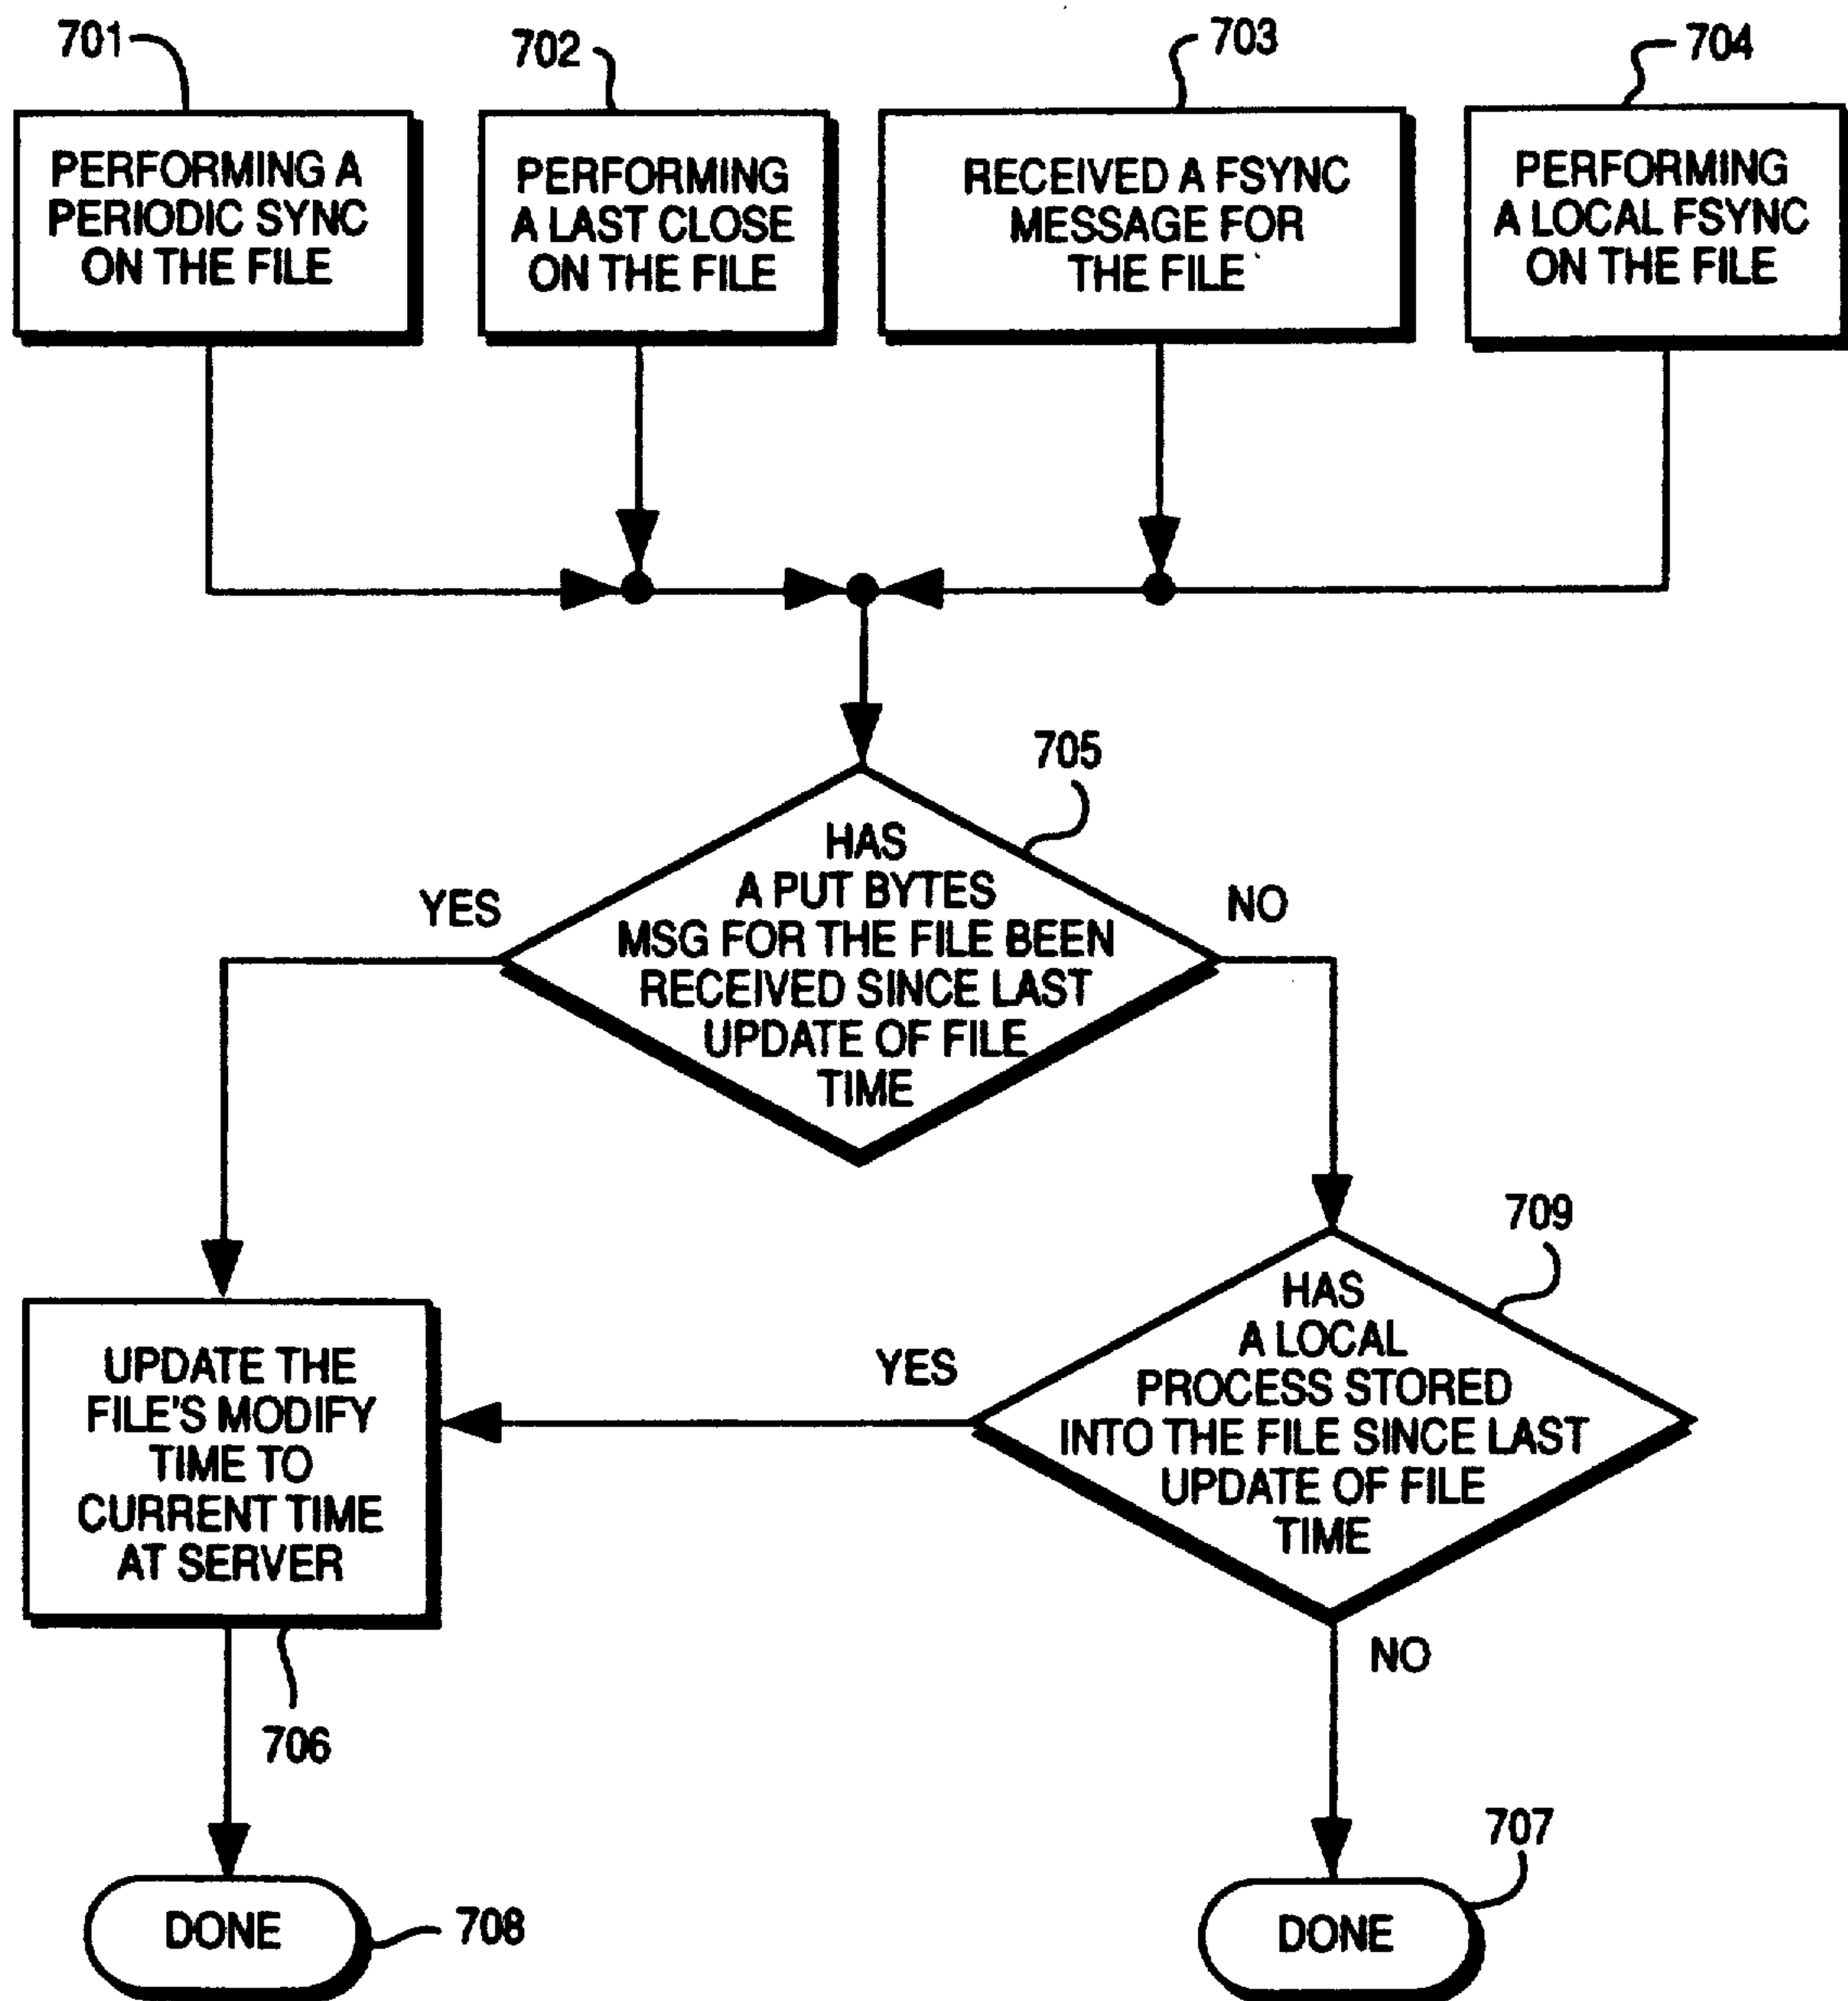 701
702
703
704
PERFORMING A
PERIODIC SYNC
ON THE FILE
PERFORMING
A LAST CLOSE
ON THE FILE
RECEIVED A FSYNC
MESSAGE FOR
THE FILE
PERFORMING
A LOCAL FSYNC
ON THE FILE
705
HAS
A PUT BYTES
MSG FOR THE FILE BEEN
RECEIVED SINCE LAST
UPDATE OF FILE
TIME
YES
NO
709
HAS
A LOCAL
PROCESS STORED
INTO THE FILE SINCE LAST
UPDATE OF FILE
TIME
YES
NO
UPDATE THE
FILE'S MODIFY
TIME TO
CURRENT TIME
AT SERVER
706
DONE
708
DONE
707